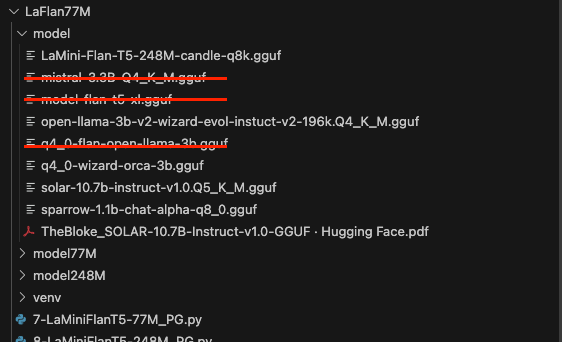 LaFlan77M
model
LaMini-Flan-T5-248M-candle-q8k.gguf
mistral-3.3B-Q4_K_M.gguf
model-flan-t5-xl.gguf
open-llama-3b-v2-wizard-evol-instuct-v2-196k.Q4_K_M.gguf
q4_0-flan-open-llama-3b.gguf
q4_0-wizard-orca-3b.gguf
solar-10.7b-instruct-v1.0.Q5_K_M.gguf
sparrow-1.1b-chat-alpha-q8_0.gguf
TheBloke_SOLAR-10.7B-Instruct-v1.0-GGUF · Hugging Face.pdf
model77M
model248M
venv
7-LaMiniFlanT5-77M_PG.py
8-LaMiniFlanT5-248M_PG.py